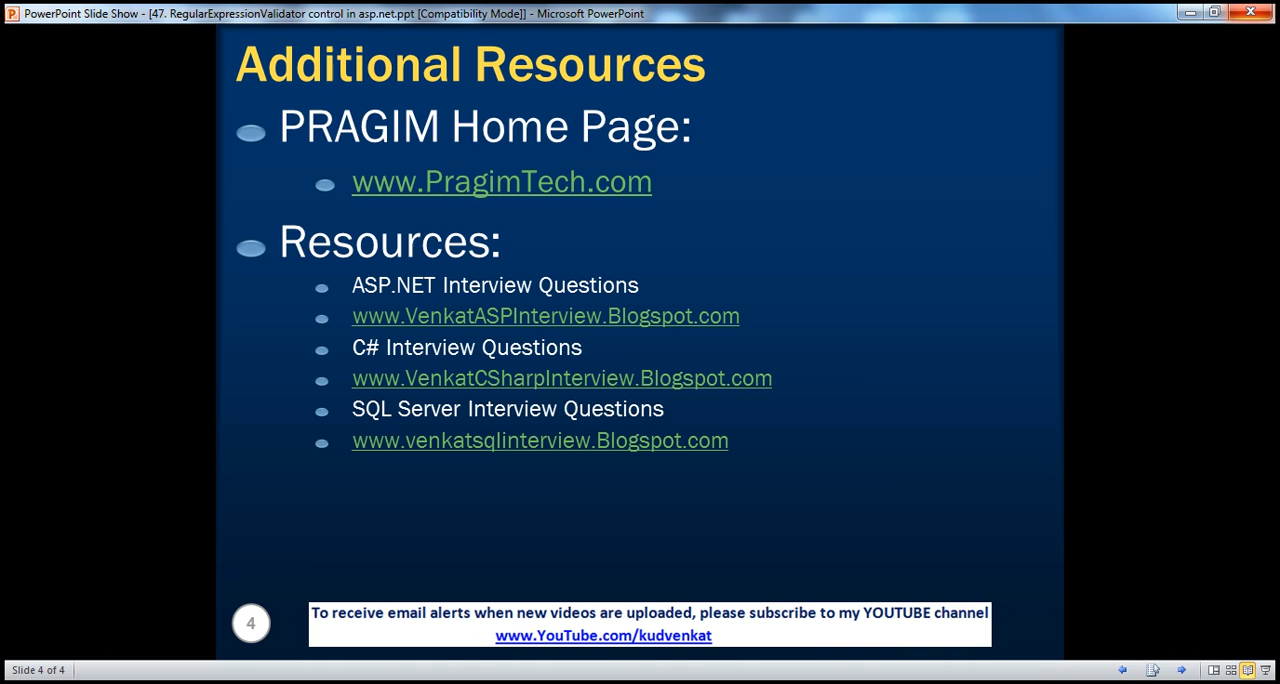 PowerPoint Slide Show - [47. RegularExpressionValidator control in asp.net.ppt [Compatibility Mode]] - Microsoft PowerPoint
Additional Resources
PRAGIM Home Page:
www.PragimTech.com
Resources:
ASP.NET Interview Questions
www.VenkatASPInterview.Blogspot.com
C# Interview Questions
www.VenkatCSharpInterview.Blogspot.com
SQL Server Interview Questions
www.venkatsqlinterview.Blogspot.com
4
To receive email alerts when new videos are uploaded, please subscribe to my YOUTUBE channel
www.YouTube.com/kudvenkat
Slide 4 of 4